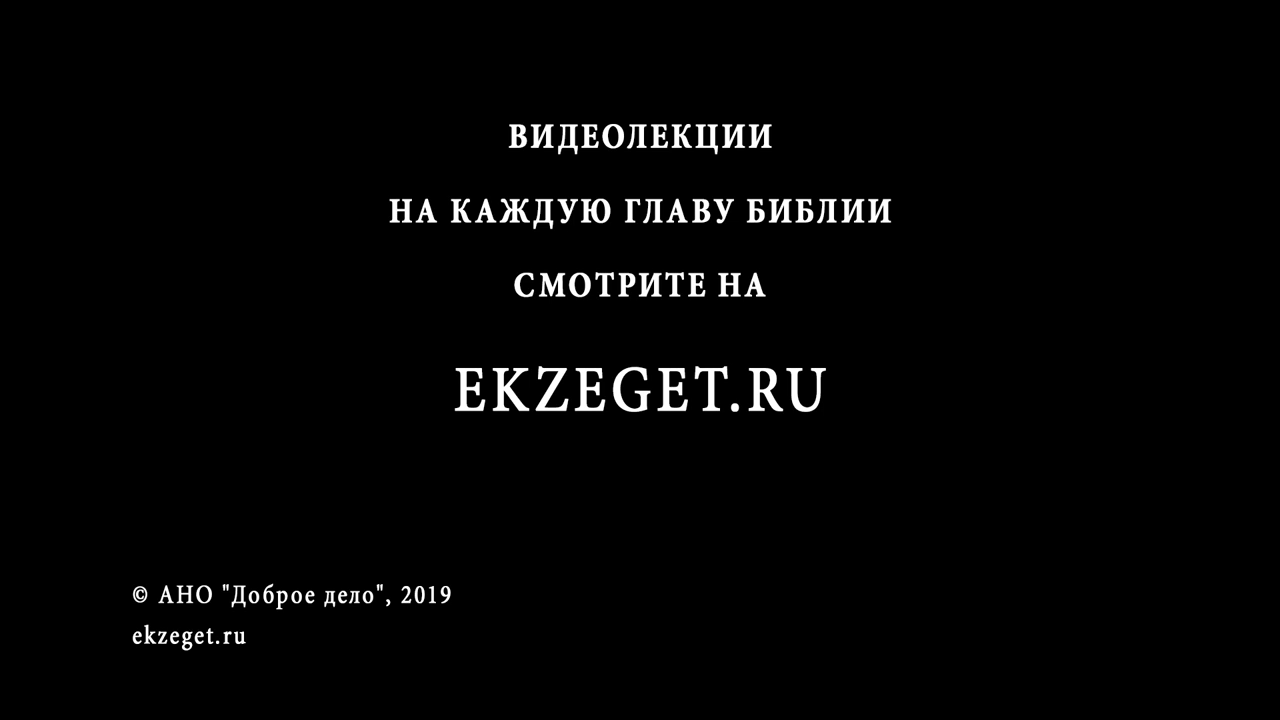 ВИДЕОЛЕКЦИИ
НА КАЖДУЮ ГЛАВУ БИБЛИИ
СМОТРИТЕ НА
EKZEGET.RU
© АНО "Доброе дело", 2019
ekzeget.ru